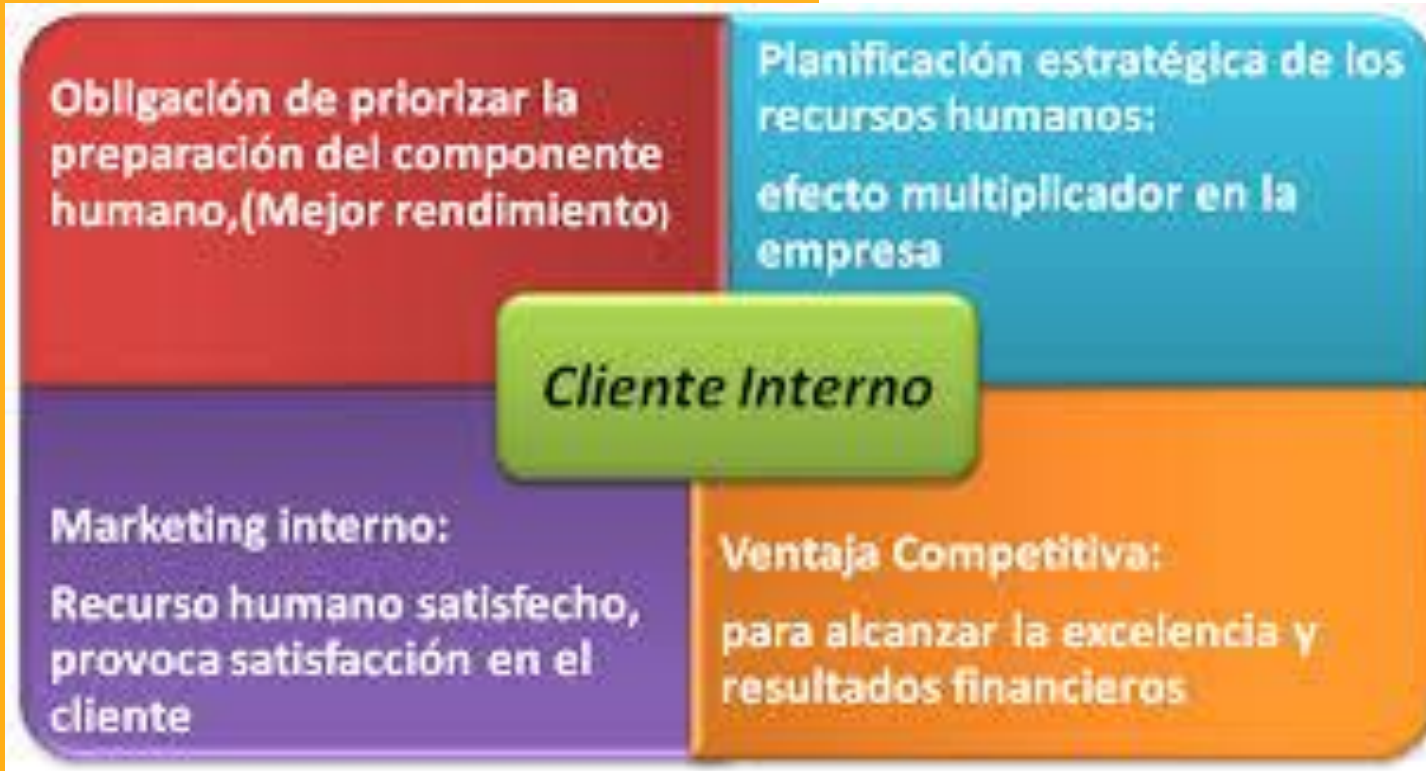 Obligación de priorizar la
preparación del componente
humano,(Mejor rendimiento)
Planificación estratégica de los
recursos humanos:
efecto multiplicador en la
empresa
Cliente Interno
Marketing interno:
Recurso humano satisfecho,
provoca satisfacción en el
cliente
Ventaja Competitiva:
para alcanzar la excelencia y
resultados financieros